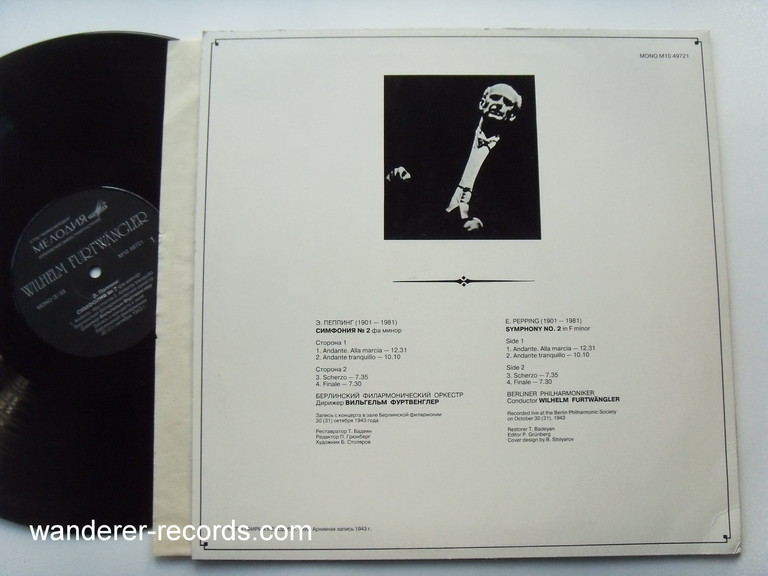 MONO M10 49721
Э. ПЕППИНГ (1901 — 1981)
СИМФОНИЯ № 2 фа минор
Сторона 1
1. Andante. Alla marcia — 12.31
2. Andante tranquillo — 10.10
Сторона 2
3. Scherzo — 7.35
4. Finale — 7.30
БЕРЛИНСКИЙ ФИЛАРМОНИЧЕСКИЙ ОРКЕСТР
Дирижер ВИЛЬГЕЛЬМ ФУРТВЕНГЛЕР
Запись с концерта в зале Берлинской филармонии
30 (31) октября 1943 года
Реставратор Т. Бадеян
Редактор П. Грюнберг
Художник Б. Столяров
E. PEPPING (1901 — 1981)
SYMPHONY NO. 2 in F minor
Side 1
1. Andante. Alla marcia — 12.31
2. Andante tranquillo — 10.10
Side 2
3. Scherzo — 7.35
4. Finale — 7.30
BERLINER PHILHARMONIKER
Conductor WILHELM FURTWÄNGLER
Recorded live at the Berlin Philharmonic Society
on October 30 (31), 1943
Restorer T. Badeyan
Editor P. Grünberg
Cover design by B. Stolyarov
Архивная запись 1943 г.
МЕЛОДИЯ
WILHELM FURTWÄNGLER
M10 49721
1
MONO
Э. Пеппинг
wanderer-records.com